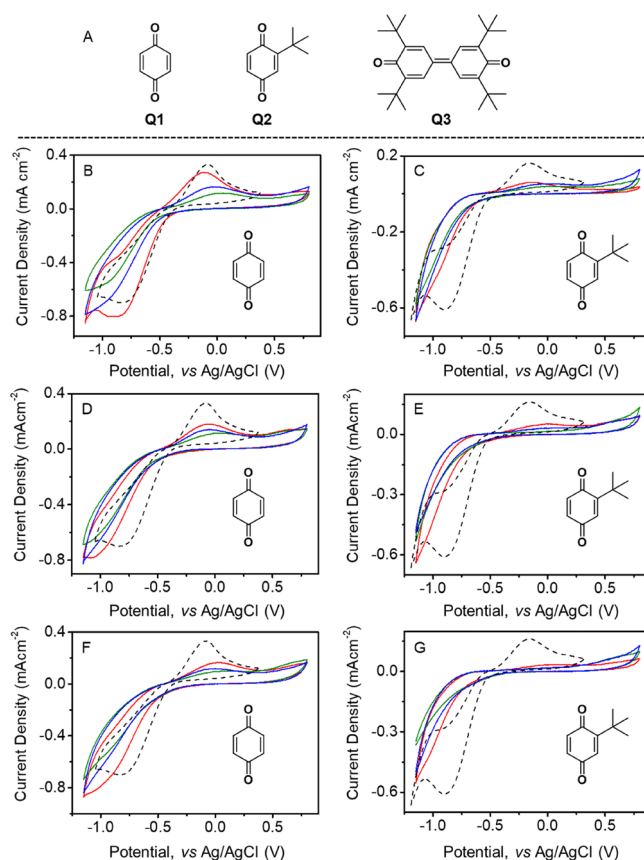 A
O
O
O
O
O
O
Q1
Q2
Q3
B
0.4
0.0
-0.4
-0.8
-1.0
-0.5
0.0
0.5
Current Density (mA cm⁻²)
Potential, vs Ag/AgCl (V)
O
O
C
0.2
-0.2
-0.6
-1.0
-0.5
0.0
0.5
Current Density (mA cm⁻²)
Potential, vs Ag/AgCl (V)
O
O
D
0.4
0.0
-0.4
-0.8
-1.0
-0.5
0.0
0.5
Current Density (mAcm⁻²)
Potential, vs Ag/AgCl (V)
O
O
E
0.0
-0.3
-0.6
-1.0
-0.5
0.0
0.5
Current Density (mAcm⁻²)
Potential, vs Ag/AgCl (V)
O
O
F
0.4
0.0
-0.4
-0.8
-1.0
-0.5
0.0
0.5
Current Density (mAcm⁻²)
Potential, vs Ag/AgCl (V)
O
O
G
0.0
-0.3
-0.6
-1.0
-0.5
0.0
0.5
Current Density (mAcm⁻²)
Potential, vs Ag/AgCl (V)
O
O